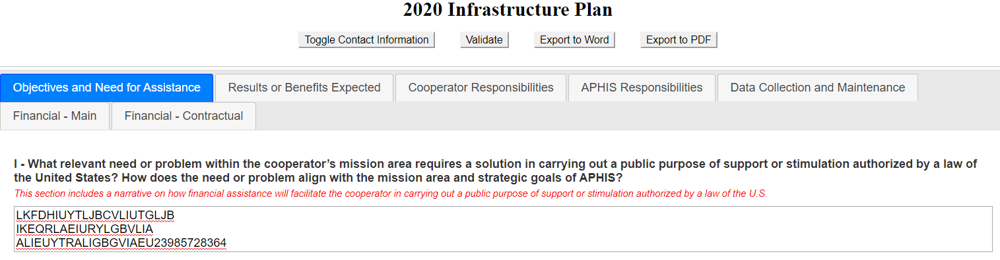 2020 Infrastructure Plan
Toggle Contact Information Validate Export to Word Export to PDF
Objectives and Need for Assistance Results or Benefits Expected Cooperator Responsibilities APHIS Responsibilities Data Collection and Maintenance
Financial - Main Financial - Contractual
I - What relevant need or problem within the cooperator’s mission area requires a solution in carrying out a public purpose of support or stimulation authorized by a law of
the United States? How does the need or problem align with the mission area and strategic goals of APHIS?
This section includes a narrative on how financial assistance will facilitate the cooperator in carrying out a public purpose of support or stimulation authorized by a law of the U.S.
LKFDHIUYTLJBCVLIUTGLJB
IKEQRLAEIURYLGBVLIA
ALIEUYTRALIGBGVIAEU23985728364